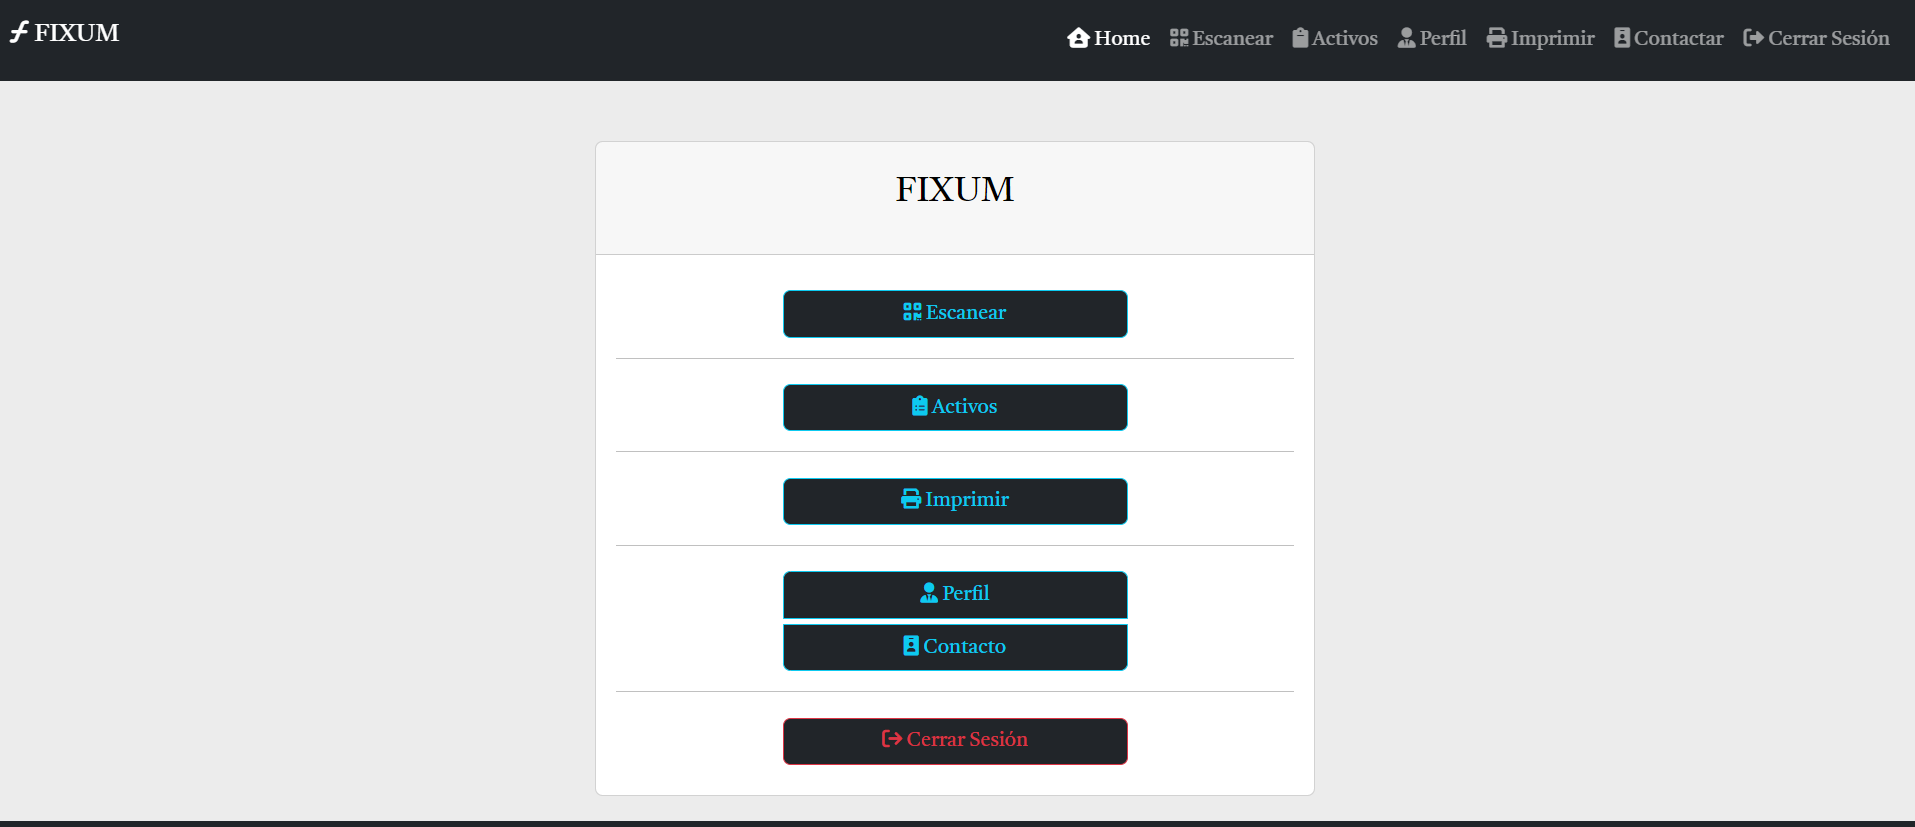 FIXUM
Home Escanear Activos Perfil Imprimir Contactar Cerrar Sesión
FIXUM
Escanear
Activos
Imprimir
Perfil
Contacto
Cerrar Sesión